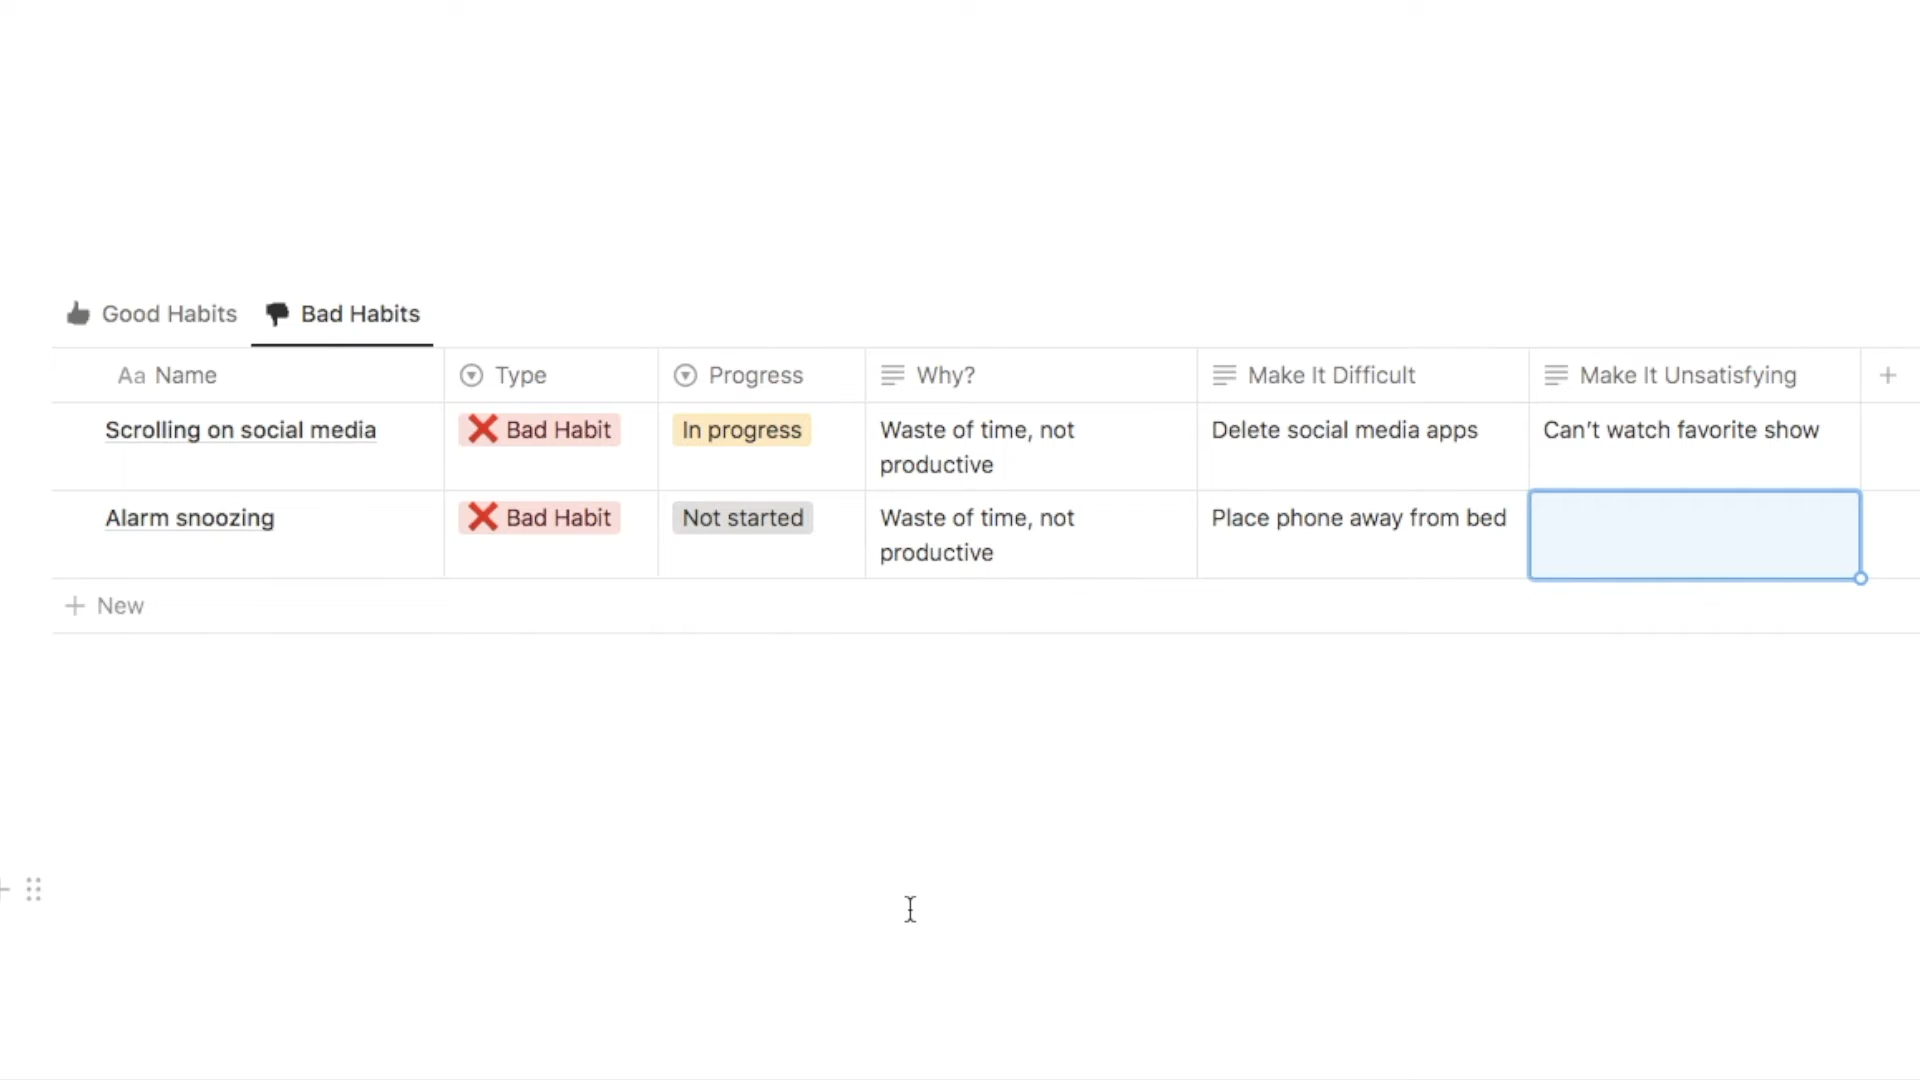 Good Habits Bad Habits
Aa Name Type Progress Why? Make It Difficult Make It Unsatisfying
Scrolling on social media ❌ Bad Habit In progress Waste of time, not Delete social media apps Can’t watch favorite show
productive
Alarm snoozing ❌ Bad Habit Not started Waste of time, not Place phone away from bed
productive
+ New